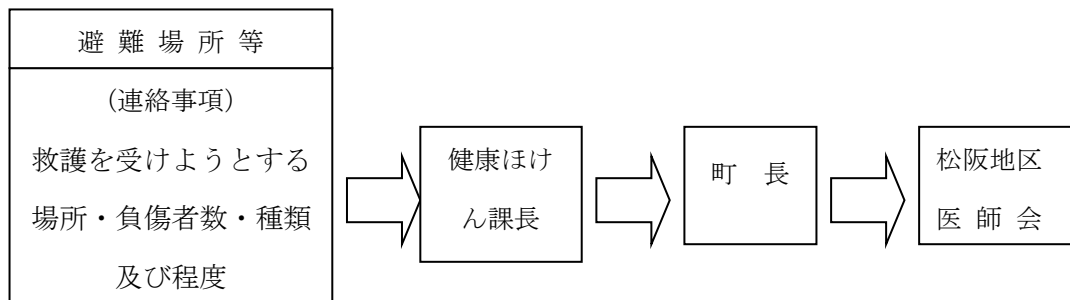 避難場所等
(連絡事項)
救護を受けようとする
場所・負傷者数・種類
及び程度
健康ほけ
ん課長
町長
松阪地区
医師会